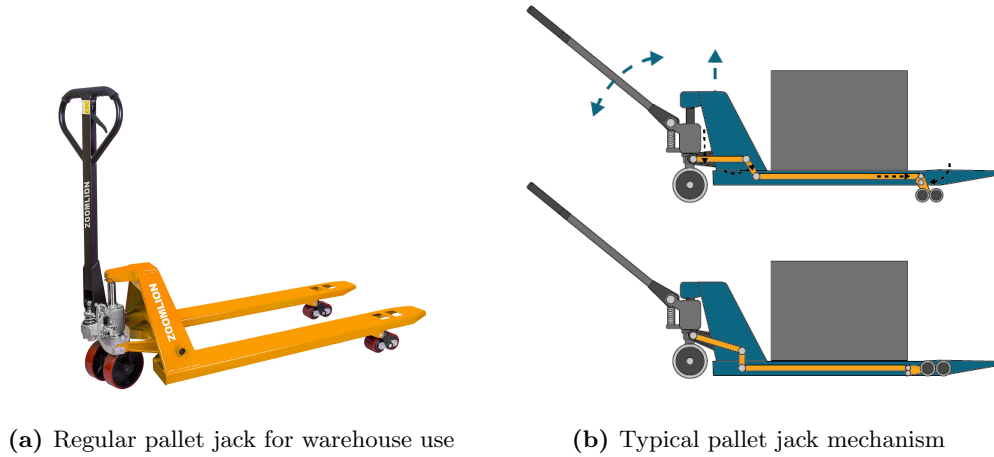 ZOOMLION
ZOOMLION
(a) Regular pallet jack for warehouse use
(b) Typical pallet jack mechanism